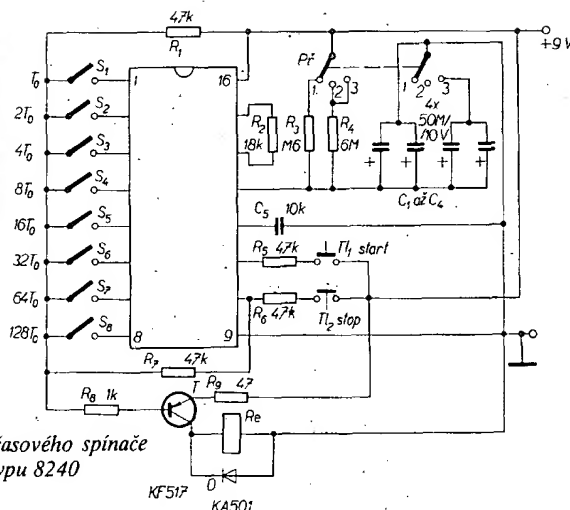 4,7k
R1
+9V
T0
S1
1
16
Př
1
2
3
1
2
3
2T0
S2
R2
18k
R3
M6
R4
6M
4x
50M/
/10V
4T0
S3
+
+
+
+
C1 až C4
8T0
S4
C5
10k
16T0
S5
R5
4,7k
Tl1 start
32T0
S6
64T0
S7
R6
4,7k
Tl2 stop
128T0
S8
8
9
R7
4,7k
R8
1k
T
R9
4,7
Re
časového spínače
typu 8240
D
KF517
KA501